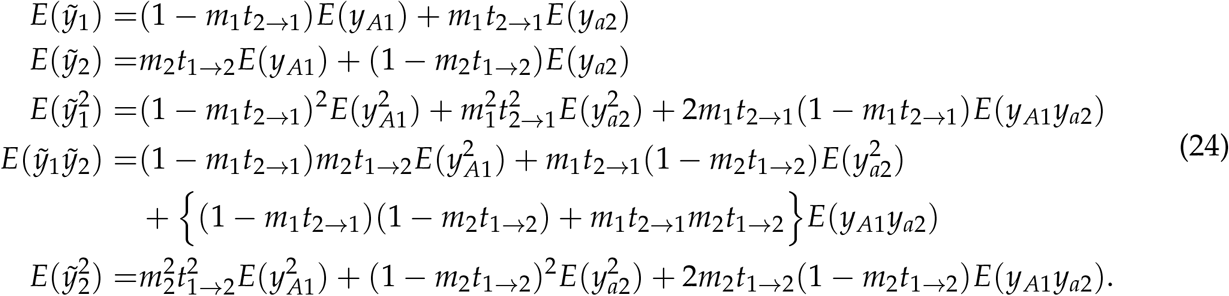 E(ỹ₁) =(1 − m₁t₂→₁)E(y_{A1}) + m₁t₂→₁E(y_{a2})
E(ỹ₂) =m₂t₁→₂E(y_{A1}) + (1 − m₂t₁→₂)E(y_{a2})
E(ỹ₁²) =(1 − m₁t₂→₁)²E(y²_{A1}) + m₁²t²₂→₁E(y²_{a2}) + 2m₁t₂→₁(1 − m₁t₂→₁)E(y_{A1}y_{a2})
E(ỹ₁ỹ₂) =(1 − m₁t₂→₁)m₂t₁→₂E(y²_{A1}) + m₁t₂→₁(1 − m₂t₁→₂)E(y²_{a2})
(24)
+ {(1 − m₁t₂→₁)(1 − m₂t₁→₂) + m₁t₂→₁m₂t₁→₂}E(y_{A1}y_{a2})
E(ỹ₂²) =m₂²t²₁→₂E(y²_{A1}) + (1 − m₂t₁→₂)²E(y²_{a2}) + 2m₂t₁→₂(1 − m₂t₁→₂)E(y_{A1}y_{a2}).